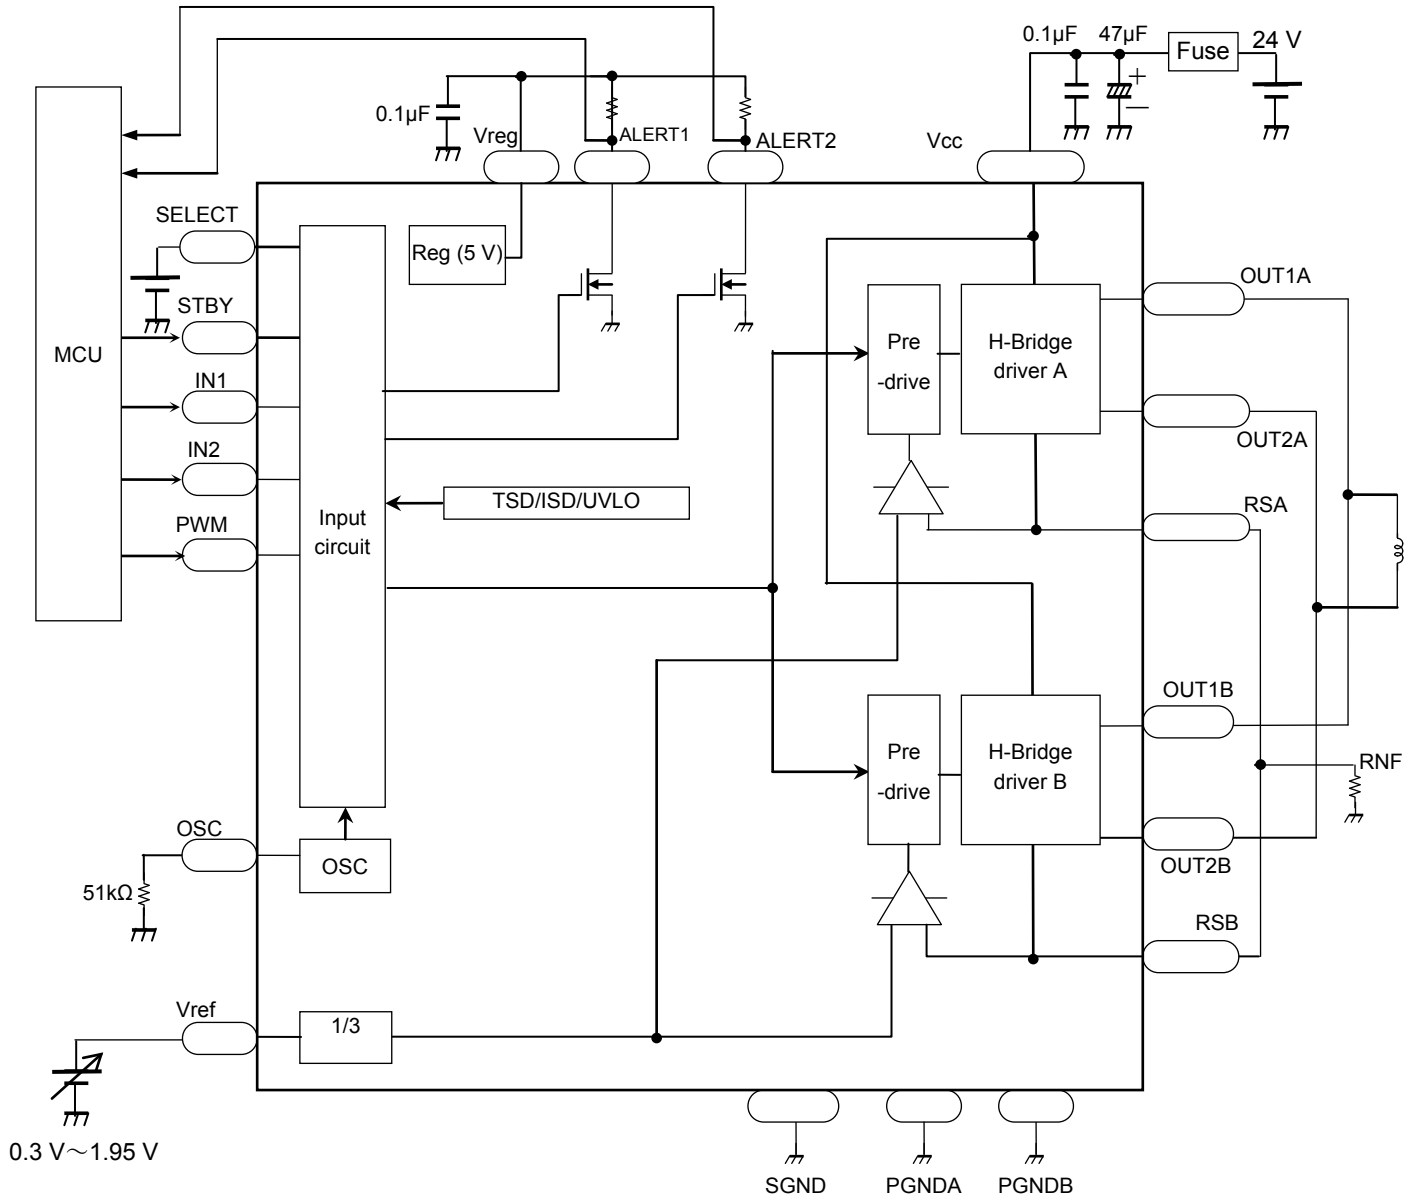 0.1µF
47µF
Fuse
24 V
0.1µF
Vreg
ALERT1
ALERT2
Vcc
SELECT
Reg (5 V)
STBY
MCU
IN1
IN2
PWM
Input
circuit
TSD/ISD/UVLO
Pre
-drive
H-Bridge
driver A
OUT1A
OUT2A
RSA
OUT1B
Pre
-drive
H-Bridge
driver B
RNF
OUT2B
RSB
OSC
OSC
51kΩ
Vref
1/3
0.3 V～1.95 V
SGND
PGNDA
PGNDB